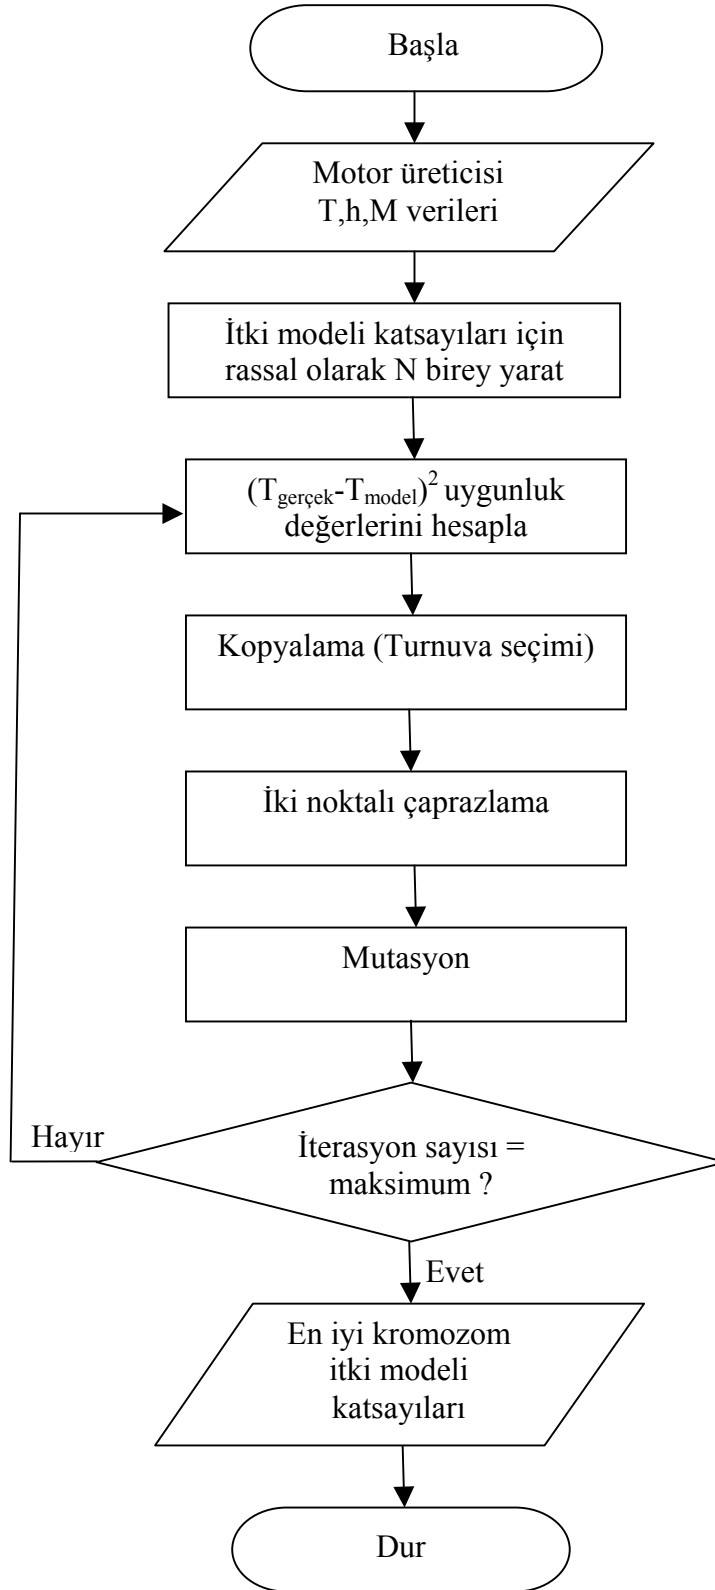 Başla
Motor üreticisi
T,h,M verileri
İtki modeli katsayıları için
rassal olarak N birey yarat
(Tgerçek-Tmodel)2 uygunluk
değerlerini hesapla
Kopyalama (Turnuva seçimi)
İki noktalı çaprazlama
Mutasyon
Hayır
İterasyon sayısı =
maksimum ?
Evet
En iyi kromozom
itki modeli
katsayıları
Dur